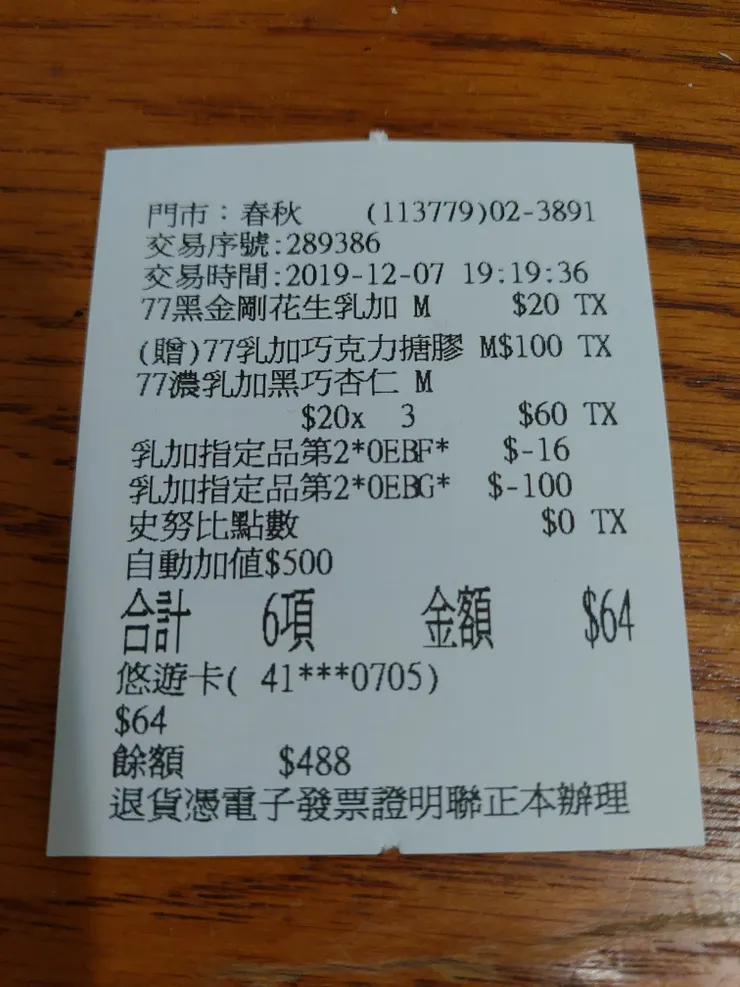 門市：春秋 (113779)02-3891
交易序號:289386
交易時間:2019-12-07 19:19:36
77黑金剛花生乳加 M $20 TX
(贈)77乳加巧克力搪膠 M$100 TX
77濃乳加黑巧杏仁 M
$20x 3 $60 TX
乳加指定品第2*0EBF* $-16
乳加指定品第2*0EBG* $-100
史努比點數 $0 TX
自動加值$500
合計 6項 金額 $64
悠遊卡( 41***0705)
$64
餘額 $488
退貨憑電子發票證明聯正本辦理